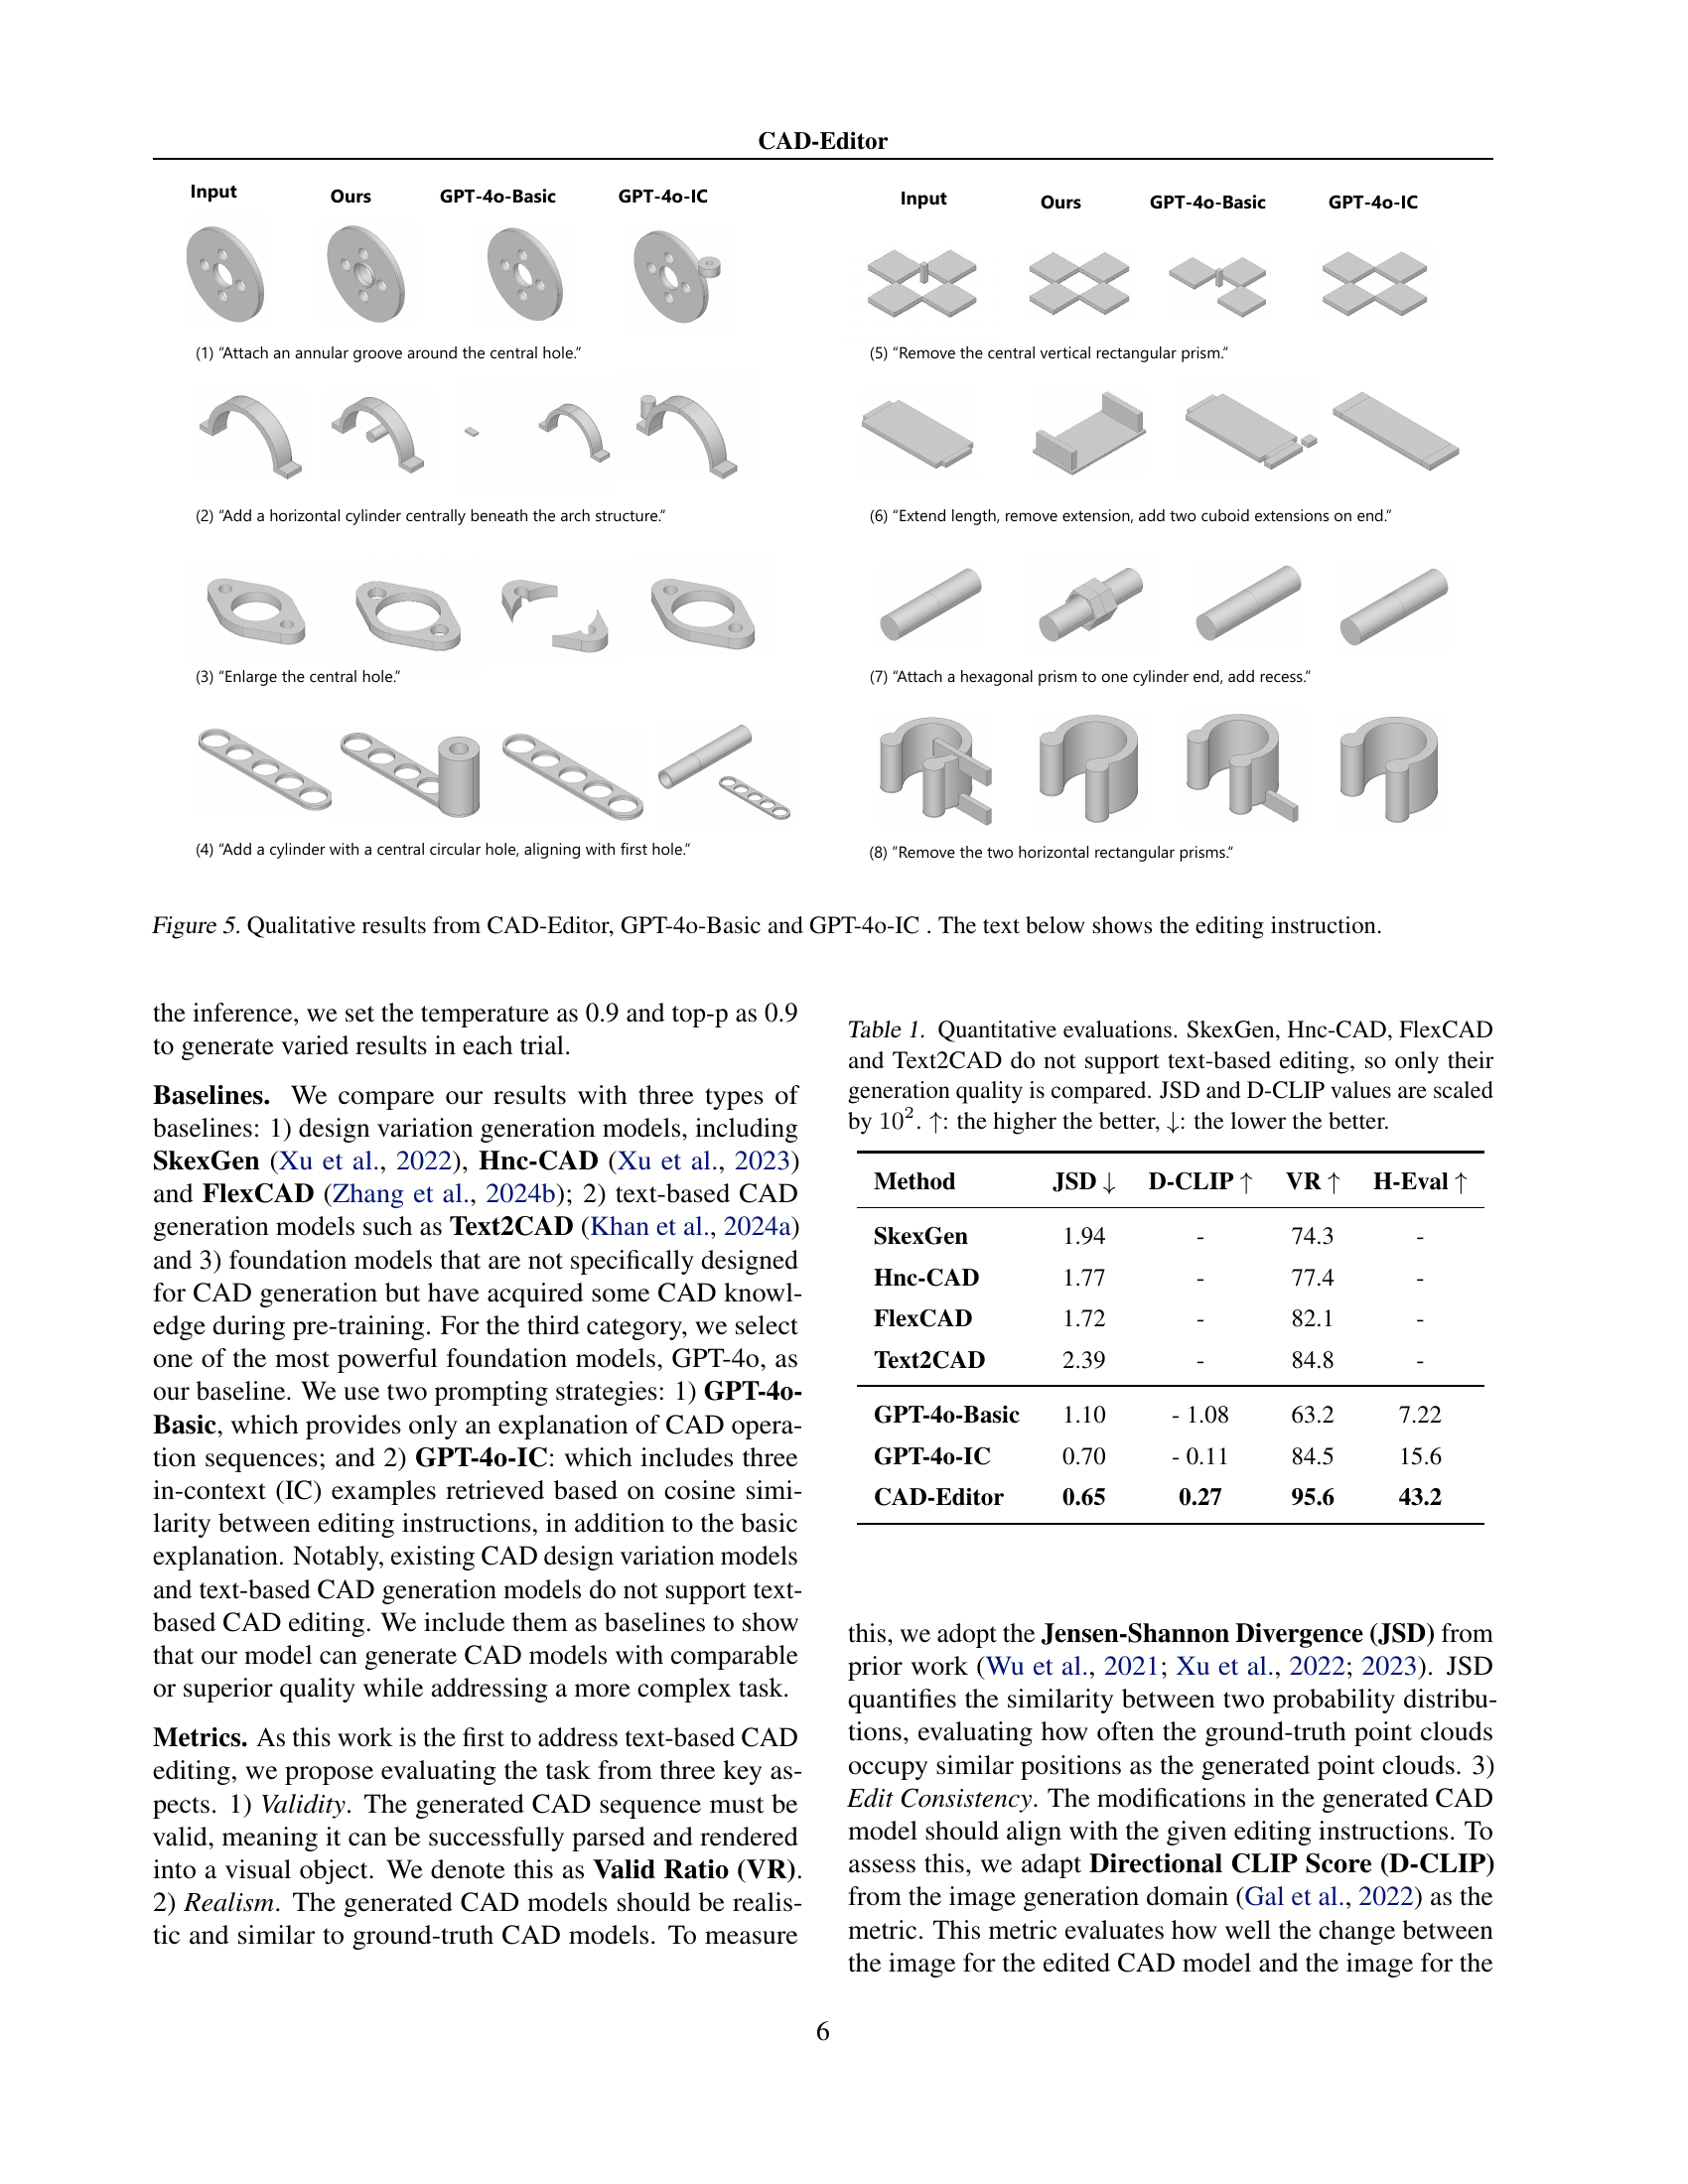 CAD-Editor
Input Ours GPT-4o-Basic GPT-4o-IC
(1) “Attach an annular groove around the central hole.“
(2) “Add a horizontal cylinder centrally beneath the arch structure.“
(3) “Enlarge the central hole.“
(4) “Add a cylinder with a central circular hole, aligning with first hole.“
Input Ours GPT-4o-Basic GPT-4o-IC
(5) “Remove the central vertical rectangular prism.“
(6) “Extend length, remove extension, add two cuboid extensions on end.“
(7) “Attach a hexagonal prism to one cylinder end, add recess.“
(8) “Remove the two horizontal rectangular prisms.“
Figure 5. Qualitative results from CAD-Editor, GPT-4o-Basic and GPT-4o-IC . The text below shows the editing instruction.
the inference, we set the temperature as 0.9 and top-p as 0.9
to generate varied results in each trial.
Baselines. We compare our results with three types of
baselines: 1) design variation generation models, including
SkexGen (Xu et al., 2022), Hnc-CAD (Xu et al., 2023)
and FlexCAD (Zhang et al., 2024b); 2) text-based CAD
generation models such as Text2CAD (Khan et al., 2024a)
and 3) foundation models that are not specifically designed
for CAD generation but have acquired some CAD knowl-
edge during pre-training. For the third category, we select
one of the most powerful foundation models, GPT-4o, as
our baseline. We use two prompting strategies: 1) GPT-4o-
Basic, which provides only an explanation of CAD opera-
tion sequences; and 2) GPT-4o-IC: which includes three
in-context (IC) examples retrieved based on cosine simi-
larity between editing instructions, in addition to the basic
explanation. Notably, existing CAD design variation models
and text-based CAD generation models do not support text-
based CAD editing. We include them as baselines to show
that our model can generate CAD models with comparable
or superior quality while addressing a more complex task.
Metrics. As this work is the first to address text-based CAD
editing, we propose evaluating the task from three key as-
pects. 1) Validity. The generated CAD sequence must be
valid, meaning it can be successfully parsed and rendered
into a visual object. We denote this as Valid Ratio (VR).
2) Realism. The generated CAD models should be realis-
tic and similar to ground-truth CAD models. To measure
Table 1. Quantitative evaluations. SkexGen, Hnc-CAD, FlexCAD
and Text2CAD do not support text-based editing, so only their
generation quality is compared. JSD and D-CLIP values are scaled
by 10². ↑: the higher the better, ↓: the lower the better.
Method JSD ↓ D-CLIP ↑ VR ↑ H-Eval ↑
SkexGen 1.94 - 74.3 -
Hnc-CAD 1.77 - 77.4 -
FlexCAD 1.72 - 82.1 -
Text2CAD 2.39 - 84.8 -
GPT-4o-Basic 1.10 - 1.08 63.2 7.22
GPT-4o-IC 0.70 - 0.11 84.5 15.6
CAD-Editor 0.65 0.27 95.6 43.2
this, we adopt the Jensen-Shannon Divergence (JSD) from
prior work (Wu et al., 2021; Xu et al., 2022; 2023). JSD
quantifies the similarity between two probability distribu-
tions, evaluating how often the ground-truth point clouds
occupy similar positions as the generated point clouds. 3)
Edit Consistency. The modifications in the generated CAD
model should align with the given editing instructions. To
assess this, we adapt Directional CLIP Score (D-CLIP)
from the image generation domain (Gal et al., 2022) as the
metric. This metric evaluates how well the change between
the image for the edited CAD model and the image for the
6